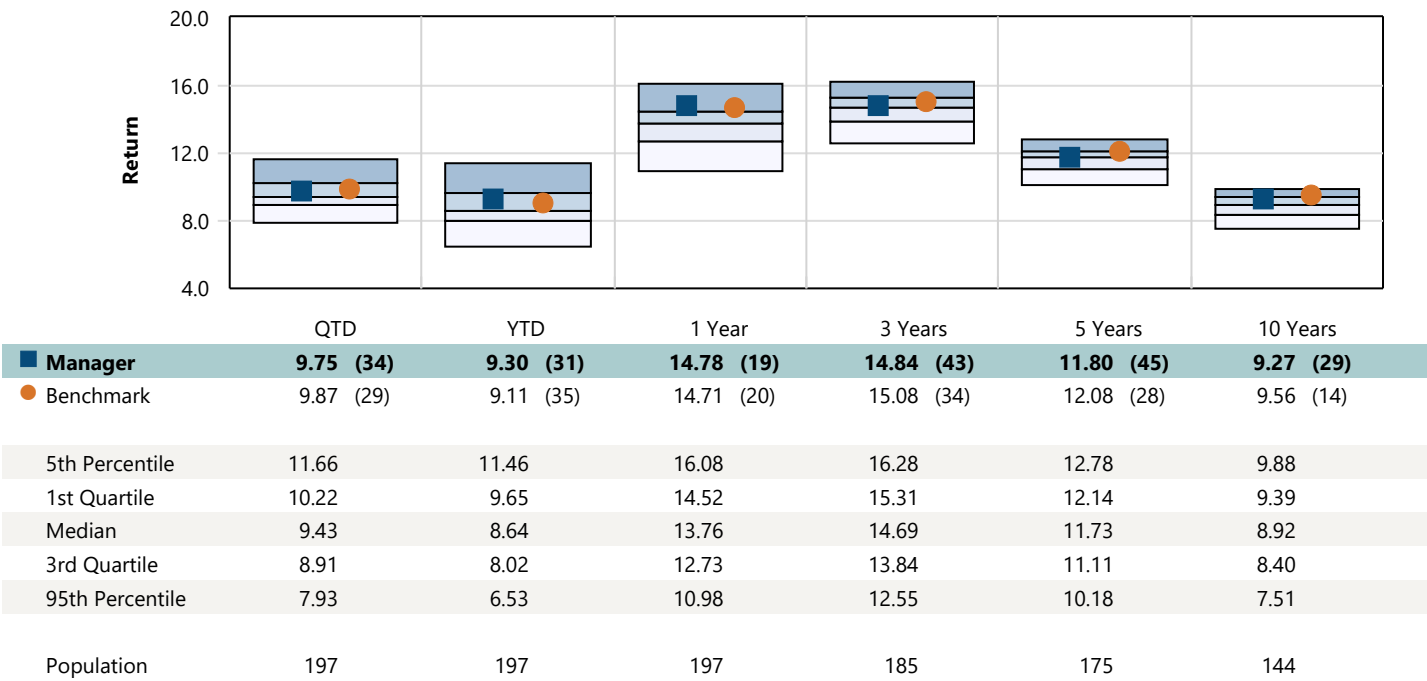 20.0
16.0
12.0
8.0
4.0
Return
QTD YTD 1 Year 3 Years 5 Years 10 Years
Manager 9.75 (34) 9.30 (31) 14.78 (19) 14.84 (43) 11.80 (45) 9.27 (29)
Benchmark 9.87 (29) 9.11 (35) 14.71 (20) 15.08 (34) 12.08 (28) 9.56 (14)
5th Percentile 11.66 11.46 16.08 16.28 12.78 9.88
1st Quartile 10.22 9.65 14.52 15.31 12.14 9.39
Median 9.43 8.64 13.76 14.69 11.73 8.92
3rd Quartile 8.91 8.02 12.73 13.84 11.11 8.40
95th Percentile 7.93 6.53 10.98 12.55 10.18 7.51
Population 197 197 197 185 175 144